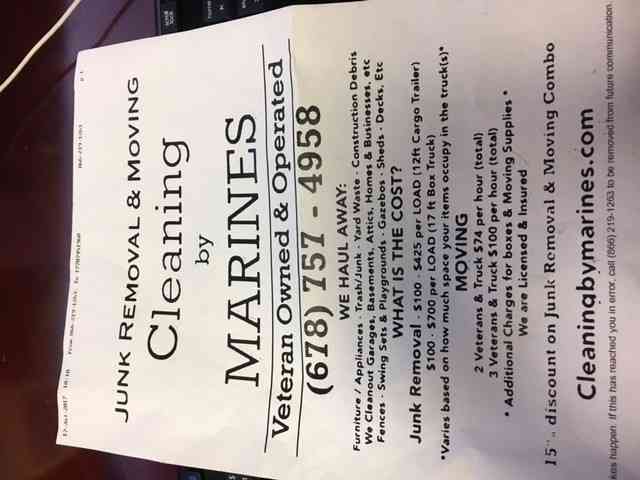 17-Jul-2017 16:16 From 866-219-1263 To 17707951960 866-219-1263 p.1
JUNK REMOVAL & MOVING
Cleaning
by
MARINES
Veteran Owned & Operated
(678) 757 - 4958
WE HAUL AWAY:
Furniture / Appliances - Trash/Junk - Yard Waste - Construction Debris
We Cleanout Garages, Basements, Attics, Homes & Businesses, etc
Fences - Swing Sets & Playgrounds - Gazebos - Sheds - Decks, Etc
WHAT IS THE COST?
Junk Removal - $100 - $425 per LOAD (12ft Cargo Trailer)
$100 - $700 per LOAD (17 ft Box Truck)
*Varies based on how much space your items occupy in the truck(s)*
MOVING
2 Veterans & Truck $74 per hour (total)
3 Veterans & Truck $100 per hour (total)
* Additional Charges for boxes & Moving Supplies *
We are Licensed & Insured
15% discount on Junk Removal & Moving Combo
Cleaningbymarines.com
kes happen. If this has reached you in error, call (866) 219-1263 to be removed from future communication.